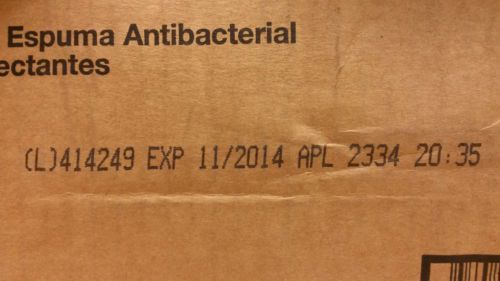 Espuma Antibacterial
ectantes
(L)414249 EXP 11/2014 APL 2334 20:35